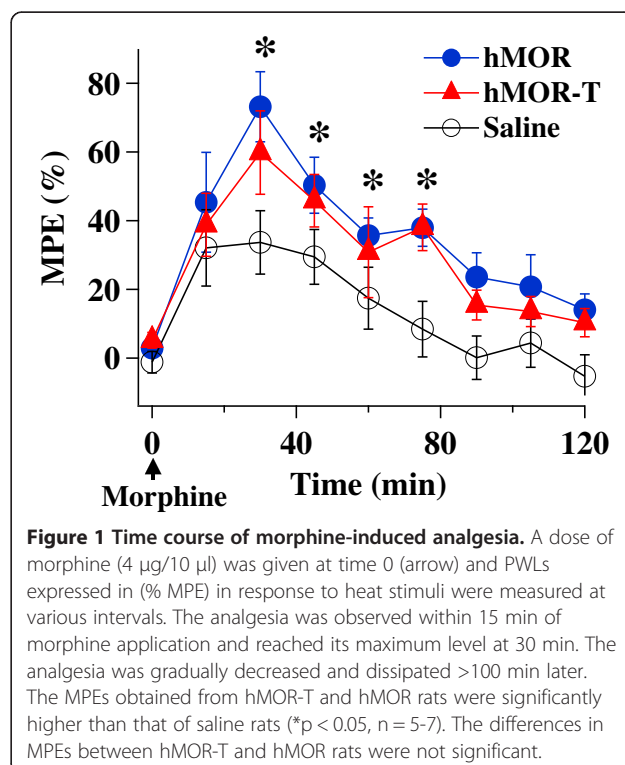 *
*
*
*
hMOR
hMOR-T
Saline
80
60
40
20
0
MPE (%)
0
40
80
120
Time (min)
Morphine
Figure 1 Time course of morphine-induced analgesia. A dose of
morphine (4 μg/10 μl) was given at time 0 (arrow) and PWLs
expressed in (% MPE) in response to heat stimuli were measured at
various intervals. The analgesia was observed within 15 min of
morphine application and reached its maximum level at 30 min. The
analgesia was gradually decreased and dissipated >100 min later.
The MPEs obtained from hMOR-T and hMOR rats were significantly
higher than that of saline rats (*p < 0.05, n = 5-7). The differences in
MPEs between hMOR-T and hMOR rats were not significant.